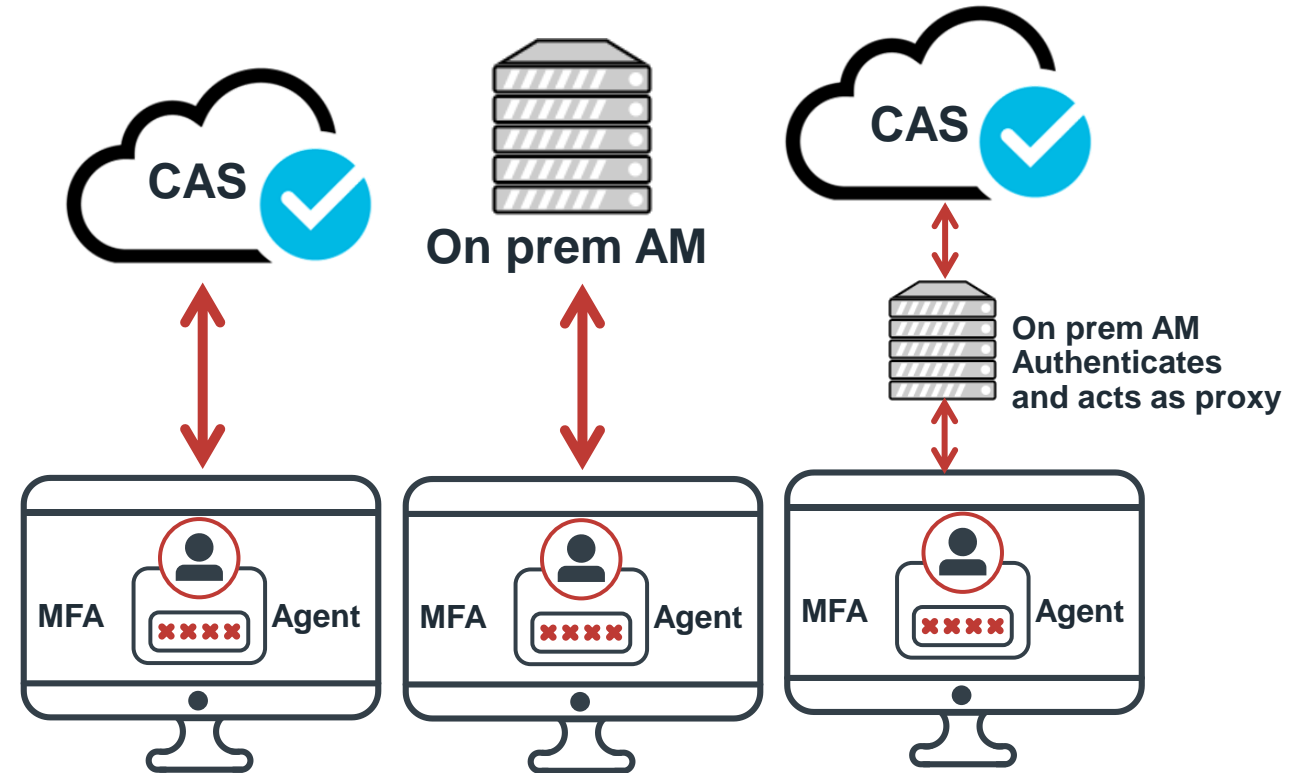 CAS
On prem AM
CAS
On prem AM
Authenticates
and acts as proxy
MFA Agent
MFA Agent
MFA Agent